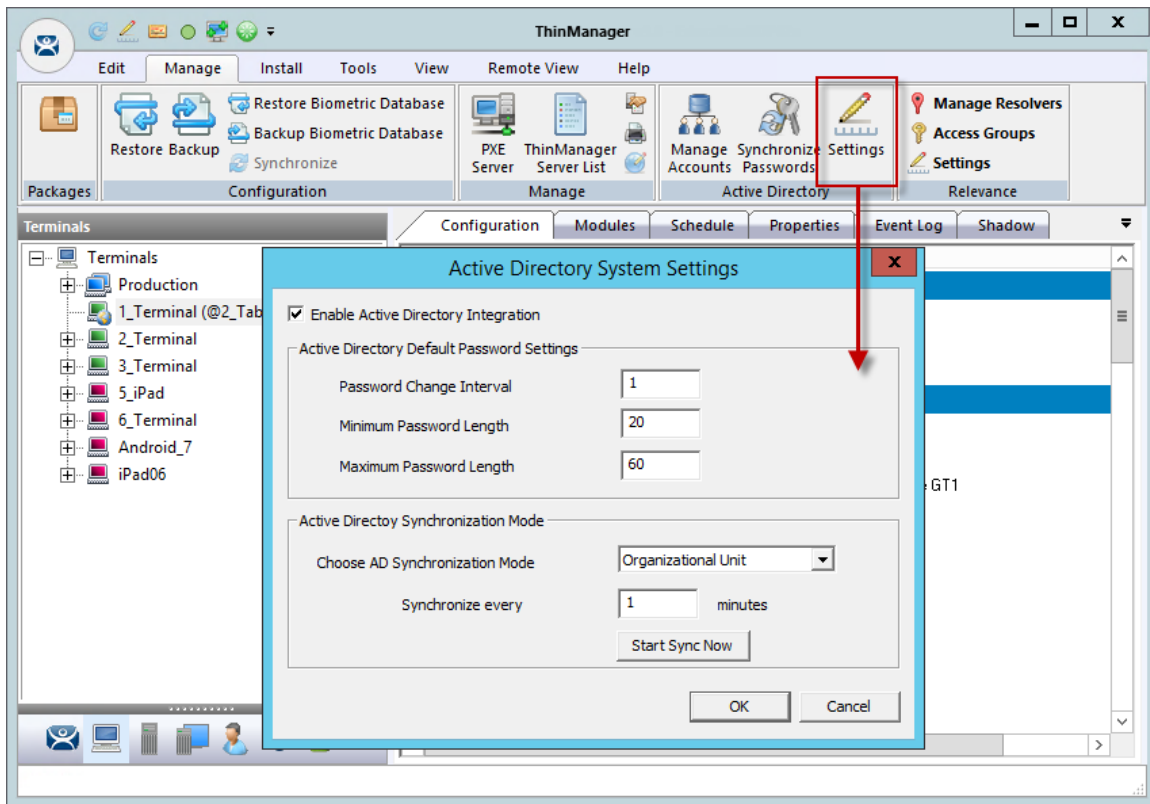 ThinManager
Edit Manage Install Tools View Remote View Help
Restore Biometric Database
Backup Biometric Database
Synchronize
Restore Backup
PXE Server
ThinManager Server List
Manage Accounts
Synchronize Passwords
Settings
Manage Resolvers
Access Groups
Settings
Packages Configuration Manage Active Directory Relevance
Terminals
Configuration Modules Schedule Properties Event Log Shadow
Terminals
Production
1_Terminal (@2_Tab
2_Terminal
3_Terminal
5_iPad
6_Terminal
Android_7
iPad06
Active Directory System Settings
X
Enable Active Directory Integration
Active Directory Default Password Settings
Password Change Interval 1
Minimum Password Length 20
Maximum Password Length 60
Active Directoy Synchronization Mode
Choose AD Synchronization Mode Organizational Unit
Synchronize every 1 minutes
Start Sync Now
OK Cancel
GT1